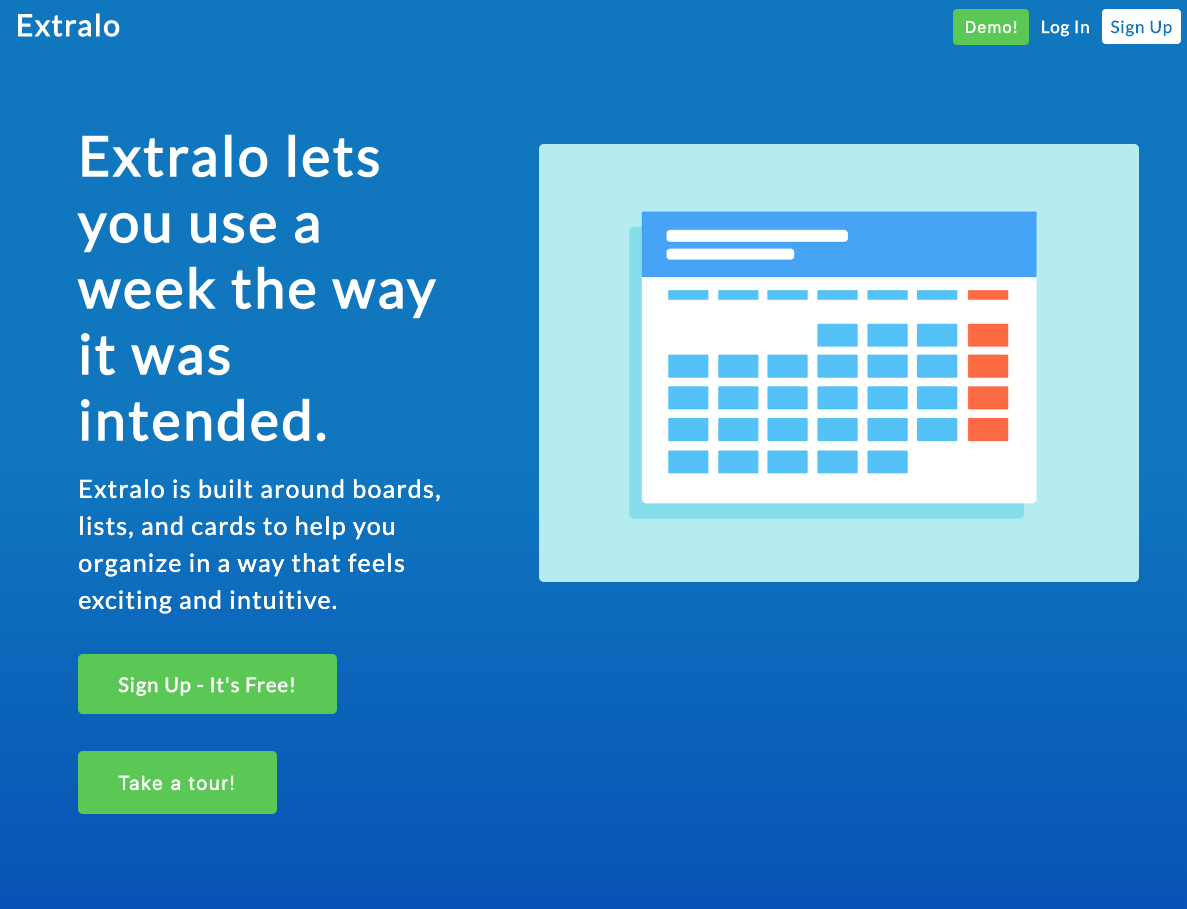 Extralo
Demo!
Log In
Sign Up
Extralo lets
you use a
week the way
it was
intended.
Extralo is built around boards,
lists, and cards to help you
organize in a way that feels
exciting and intuitive.
Sign Up - It's Free!
Take a tour!